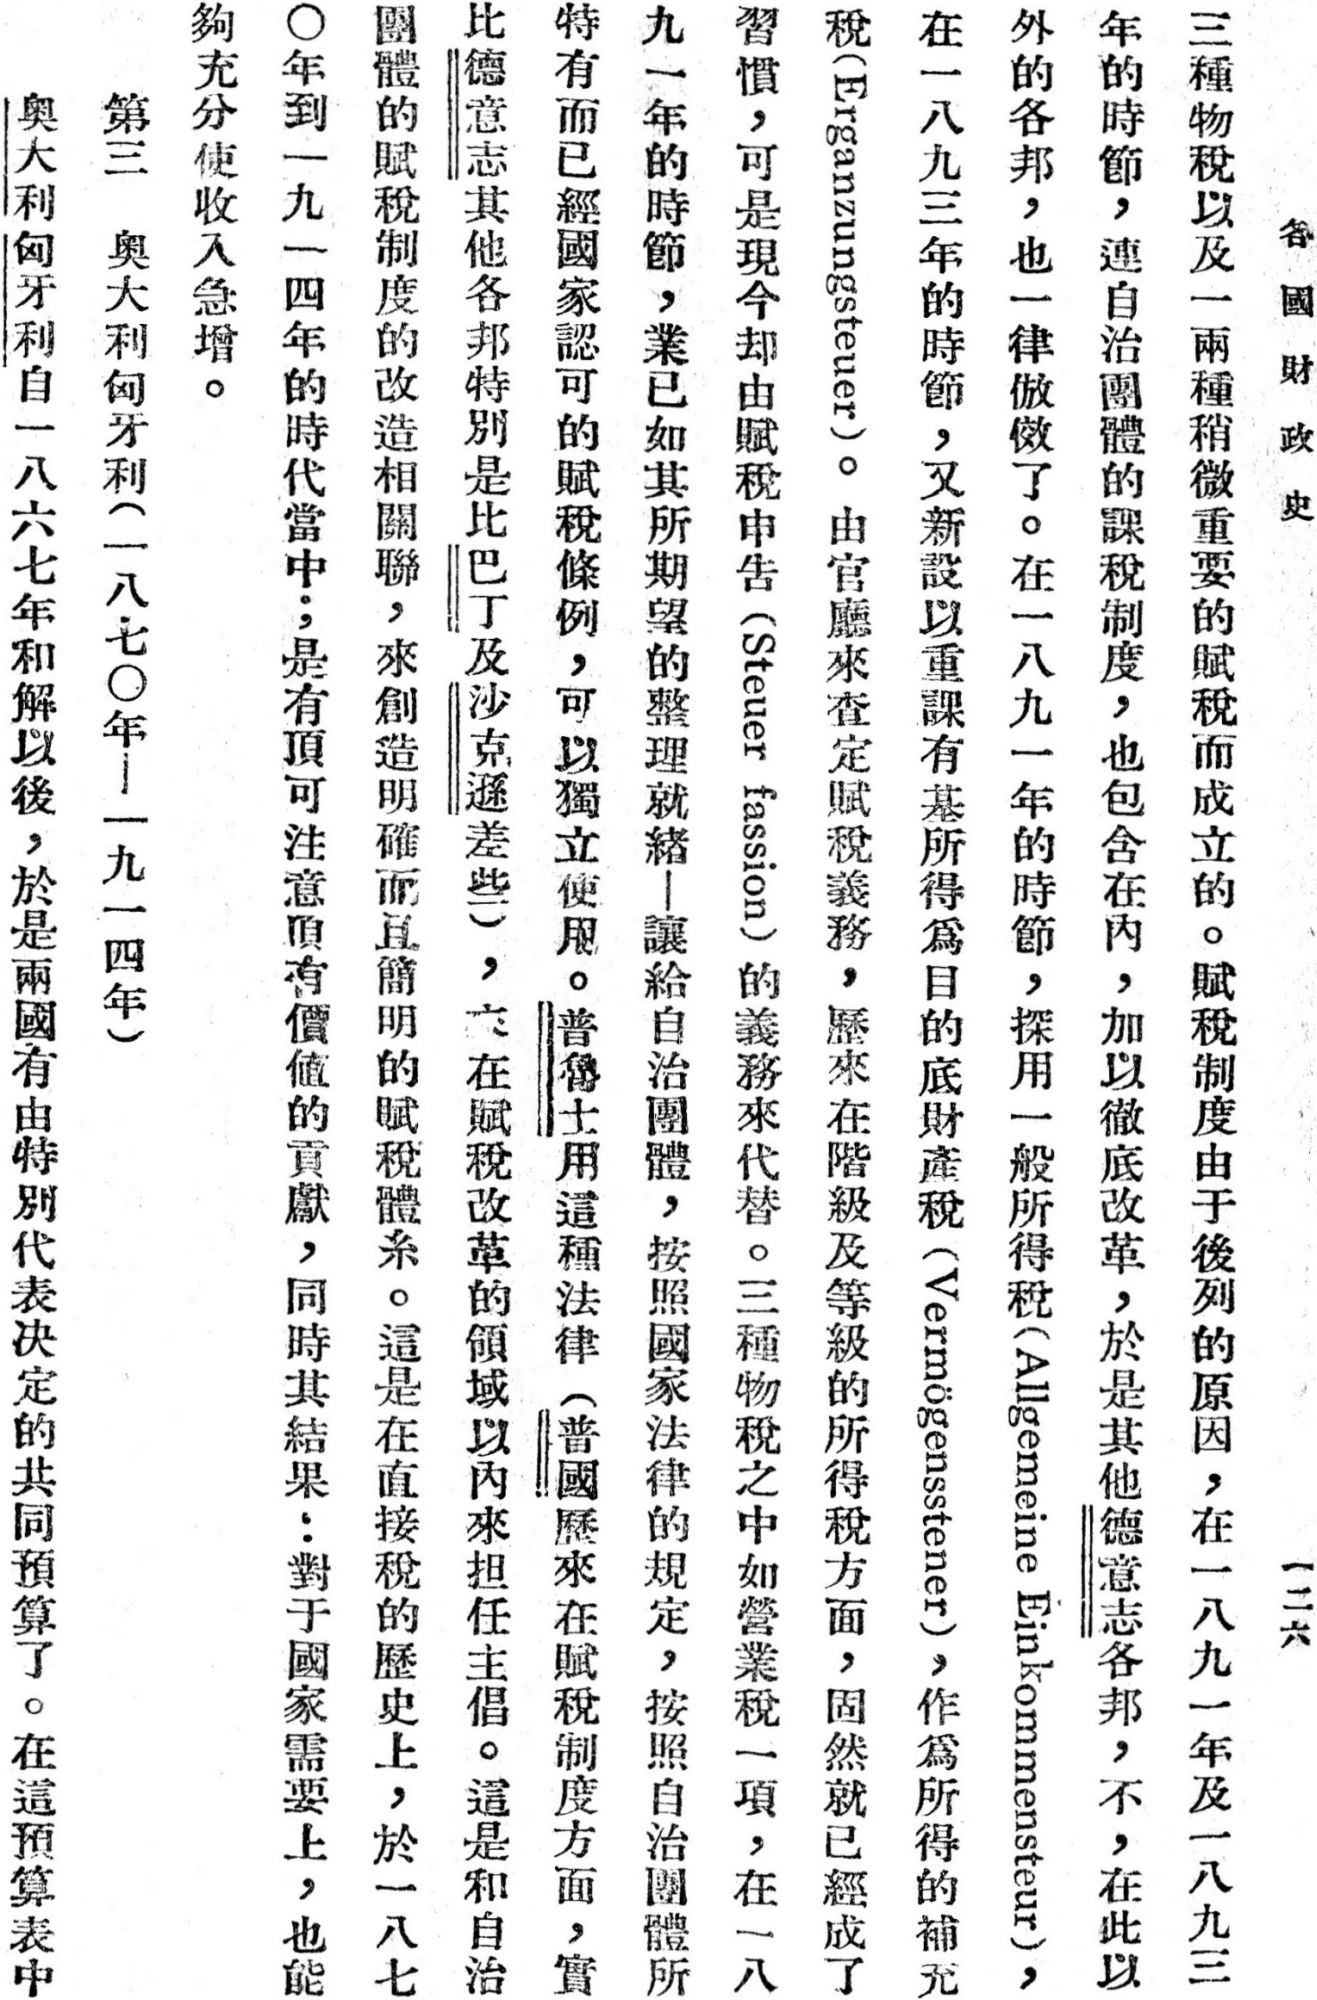 各國財政史
一二六
三種物稅以及一兩種稍微重要的賦稅而成立的。賦稅制度由于後列的原因，在一八九一年及一八九三
年的時節，連自治團體的課稅制度，也包含在內，加以徹底改革，於是其他德意志各邦，不，在此以
外的各邦，也一律倣傚了。在一八九一年的時節，採用一般所得稅(Allgemeine Einkommensteur)，
在一八九三年的時節，又新設以重課有基所得爲目的底財產稅(Vermögensstener)，作爲所得的補充
稅(Erganzungsteuer)。由官廳來查定賦稅義務，歷來在階級及等級的所得稅方面，固然就已經成了
習慣，可是現今却由賦稅申告(Steuer fassion)的義務來代替。三種物稅之中如營業稅一項，在一八
九一年的時節，業已如其所期望的整理就緒—讓給自治團體，按照國家法律的規定，按照自治團體所
特有而已經國家認可的賦稅條例，可以獨立使用。普魯士用這種法律(普國歷來在賦稅制度方面，實
比德意志其他各邦特別是比巴丁及沙克遜差些)，在賦稅改革的領域以內來担任主倡。這是和自治
團體的賦稅制度的改造相關聯，來創造明確而且簡明的賦稅體系。這是在直接稅的歷史上，於一八七
〇年到一九一四年的時代當中；是有頂可注意頂有價值的貢獻，同時其結果：對于國家需要上，也能
夠充分使收入急增。
第三　奧大利匈牙利(一八七〇年—一九一四年)
奧大利匈牙利自一八六七年和解以後，於是兩國有由特別代表决定的共同預算了。在這預算表中